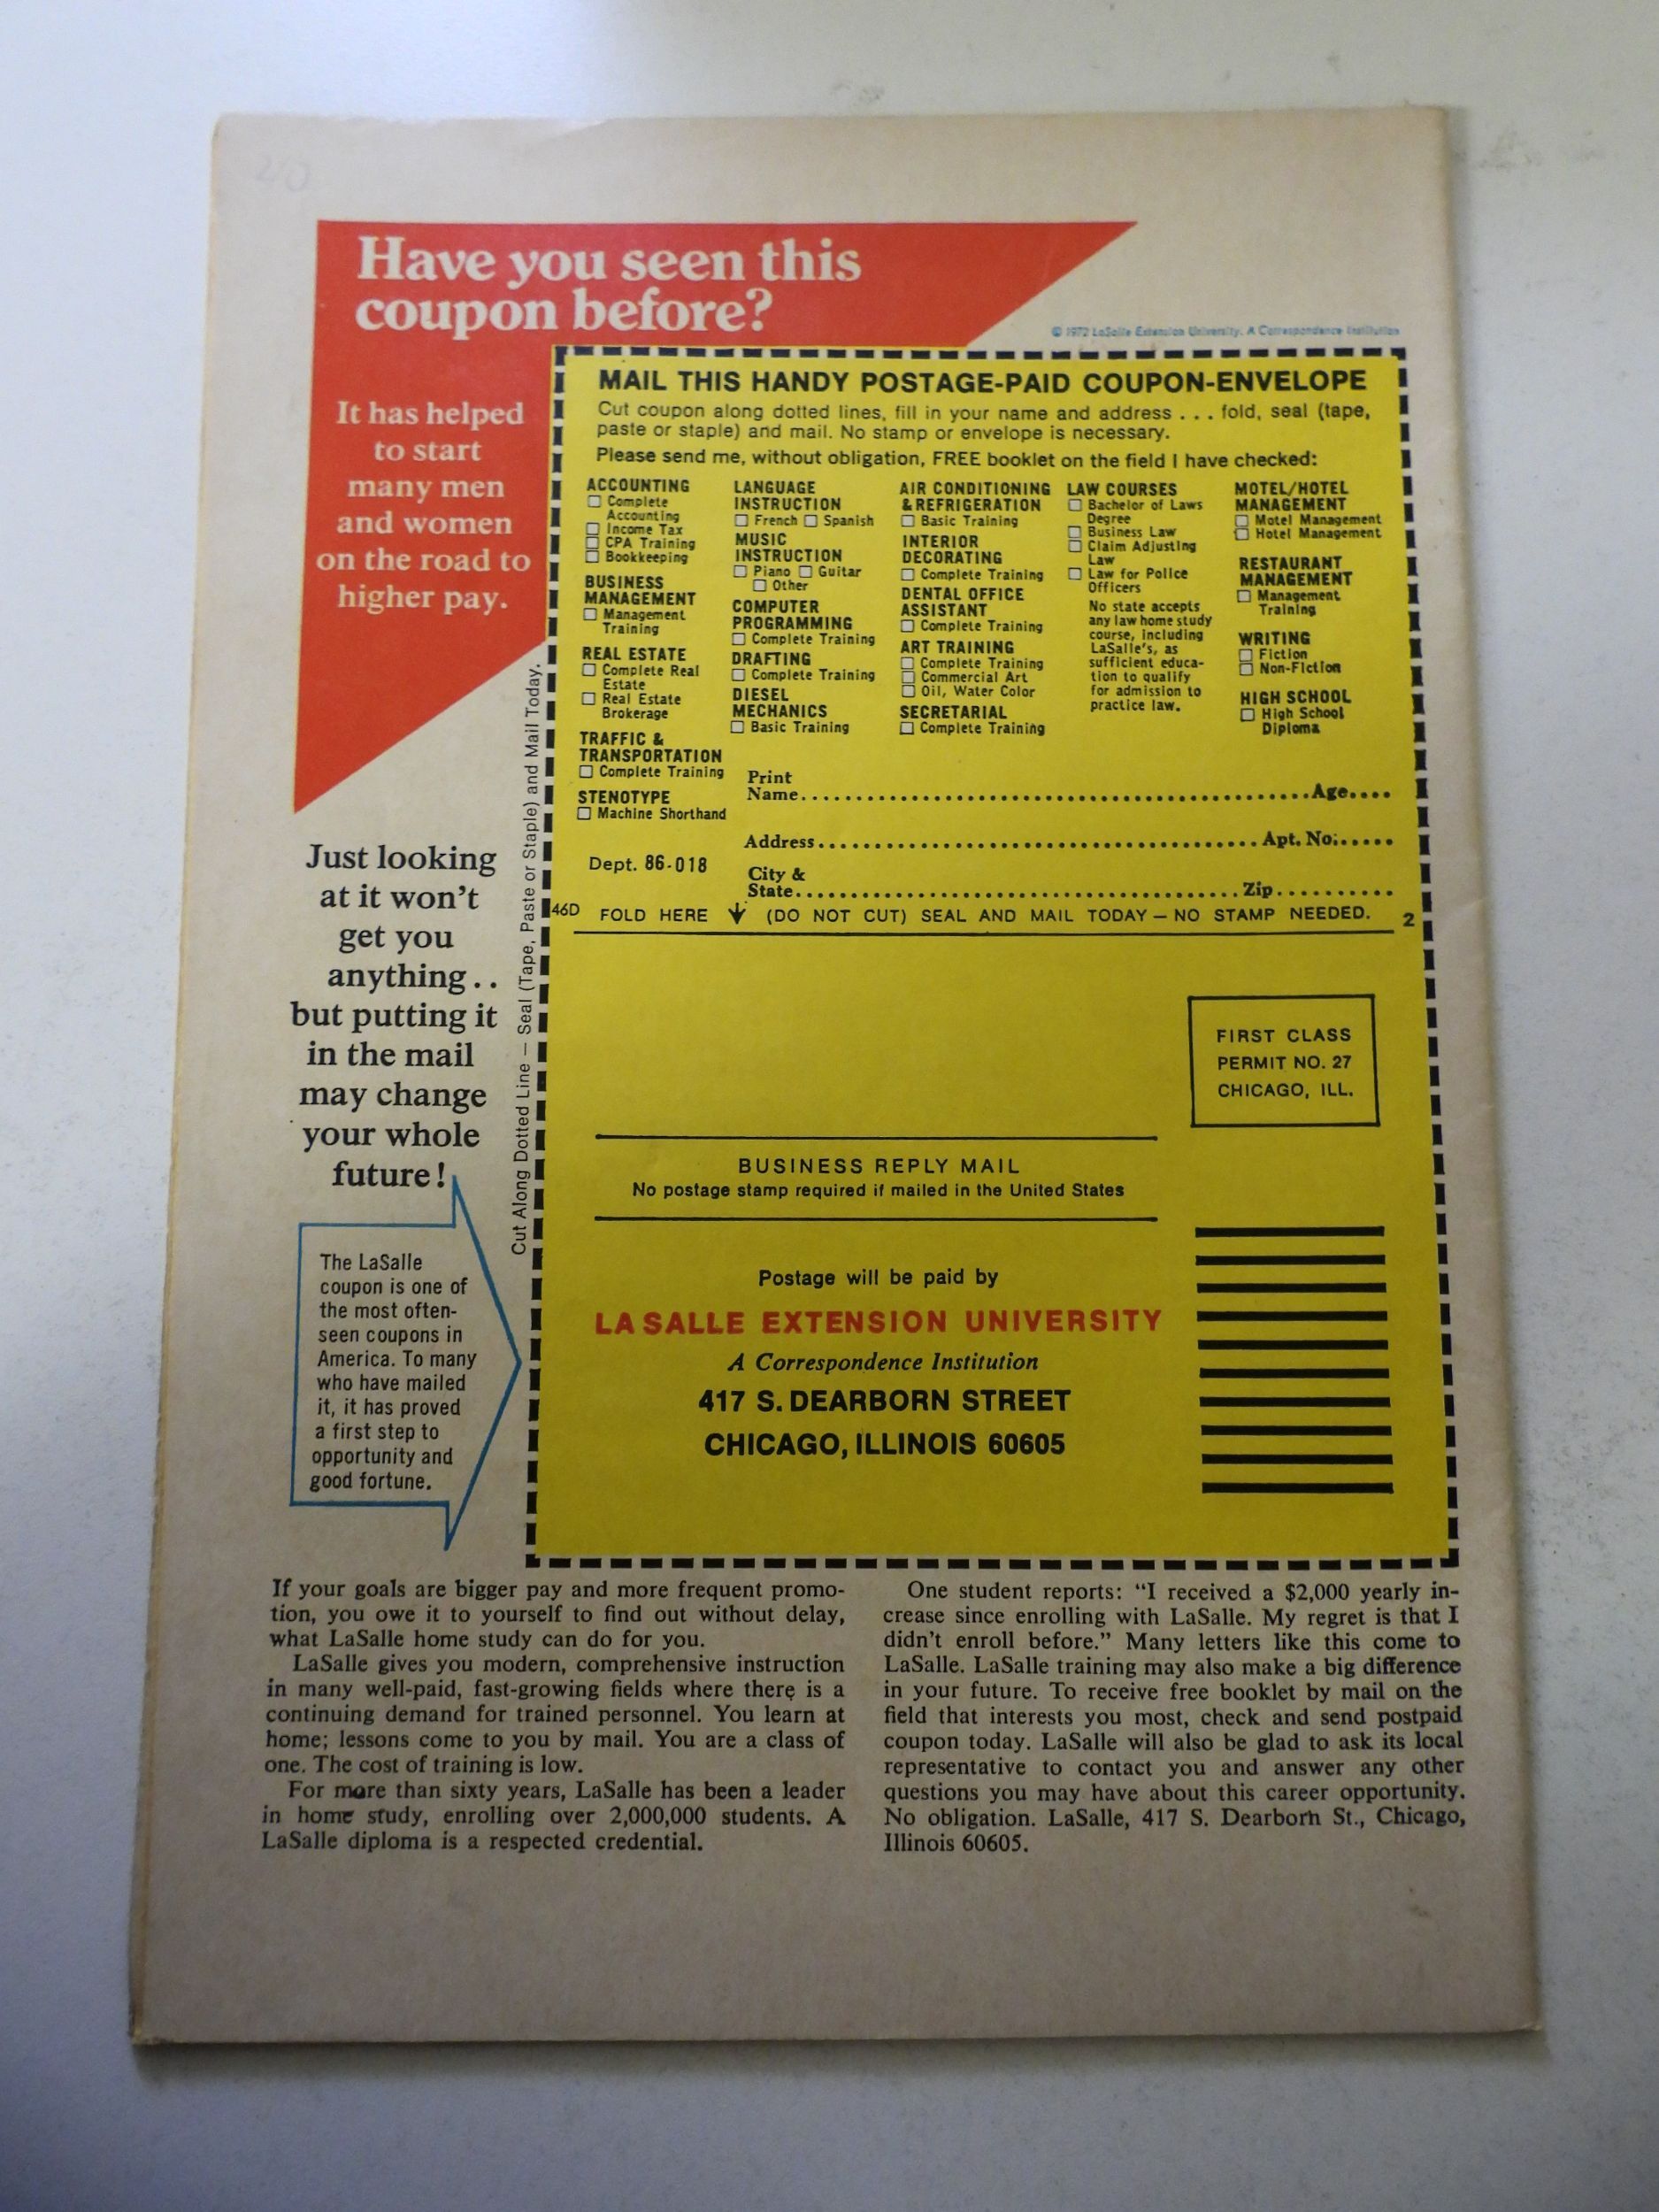 40
Have you seen this
coupon before?
© 1972 LaSalle Extension University. A Correspondence Institution
It has helped
to start
many men
and women
on the road to
higher pay.
Just looking
at it won't
get you
anything..
but putting it
in the mail
may change
your whole
future!
The LaSalle
coupon is one of
the most often-
seen coupons in
America. To many
who have mailed
it, it has proved
a first step to
opportunity and
good fortune.
Cut Along Dotted Line — Seal (Tape, Paste or Staple) and Mail Today.
MAIL THIS HANDY POSTAGE-PAID COUPON-ENVELOPE
Cut coupon along dotted lines, fill in your name and address . . . fold, seal (tape,
paste or staple) and mail. No stamp or envelope is necessary.
Please send me, without obligation, FREE booklet on the field I have checked:
ACCOUNTING
☐ Complete
Accounting
☐ Income Tax
☐ CPA Training
☐ Bookkeeping
BUSINESS
MANAGEMENT
☐ Management
Training
REAL ESTATE
☐ Complete Real
Estate
☐ Real Estate
Brokerage
TRAFFIC &
TRANSPORTATION
☐ Complete Training
STENOTYPE
☐ Machine Shorthand
LANGUAGE
INSTRUCTION
☐ French ☐ Spanish
MUSIC
INSTRUCTION
☐ Piano ☐ Guitar
☐ Other
COMPUTER
PROGRAMMING
☐ Complete Training
DRAFTING
☐ Complete Training
DIESEL
MECHANICS
☐ Basic Training
AIR CONDITIONING
& REFRIGERATION
☐ Basic Training
INTERIOR
DECORATING
☐ Complete Training
DENTAL OFFICE
ASSISTANT
☐ Complete Training
ART TRAINING
☐ Complete Training
☐ Commercial Art
☐ Oil, Water Color
SECRETARIAL
☐ Complete Training
LAW COURSES
☐ Bachelor of Laws
Degree
☐ Business Law
☐ Claim Adjusting
Law
☐ Law for Police
Officers
No state accepts
any law home study
course, including
LaSalle's, as
sufficient educa-
tion to qualify
for admission to
practice law.
MOTEL/HOTEL
MANAGEMENT
☐ Motel Management
☐ Hotel Management
RESTAURANT
MANAGEMENT
☐ Management
Training
WRITING
☐ Fiction
☐ Non-Fiction
HIGH SCHOOL
☐ High School
Diploma
Dept. 86-018
Print
Name.................................................Age....
Address.........................................Apt. No......
City &
State..........................................Zip..........
46D FOLD HERE ↓ (DO NOT CUT) SEAL AND MAIL TODAY — NO STAMP NEEDED. 2
FIRST CLASS
PERMIT NO. 27
CHICAGO, ILL.
BUSINESS REPLY MAIL
No postage stamp required if mailed in the United States
Postage will be paid by
LA SALLE EXTENSION UNIVERSITY
A Correspondence Institution
417 S. DEARBORN STREET
CHICAGO, ILLINOIS 60605
If your goals are bigger pay and more frequent promo-
tion, you owe it to yourself to find out without delay,
what LaSalle home study can do for you.
LaSalle gives you modern, comprehensive instruction
in many well-paid, fast-growing fields where there is a
continuing demand for trained personnel. You learn at
home; lessons come to you by mail. You are a class of
one. The cost of training is low.
For more than sixty years, LaSalle has been a leader
in home study, enrolling over 2,000,000 students. A
LaSalle diploma is a respected credential.
One student reports: "I received a $2,000 yearly in-
crease since enrolling with LaSalle. My regret is that I
didn't enroll before." Many letters like this come to
LaSalle. LaSalle training may also make a big difference
in your future. To receive free booklet by mail on the
field that interests you most, check and send postpaid
coupon today. LaSalle will also be glad to ask its local
representative to contact you and answer any other
questions you may have about this career opportunity.
No obligation. LaSalle, 417 S. Dearborn St., Chicago,
Illinois 60605.